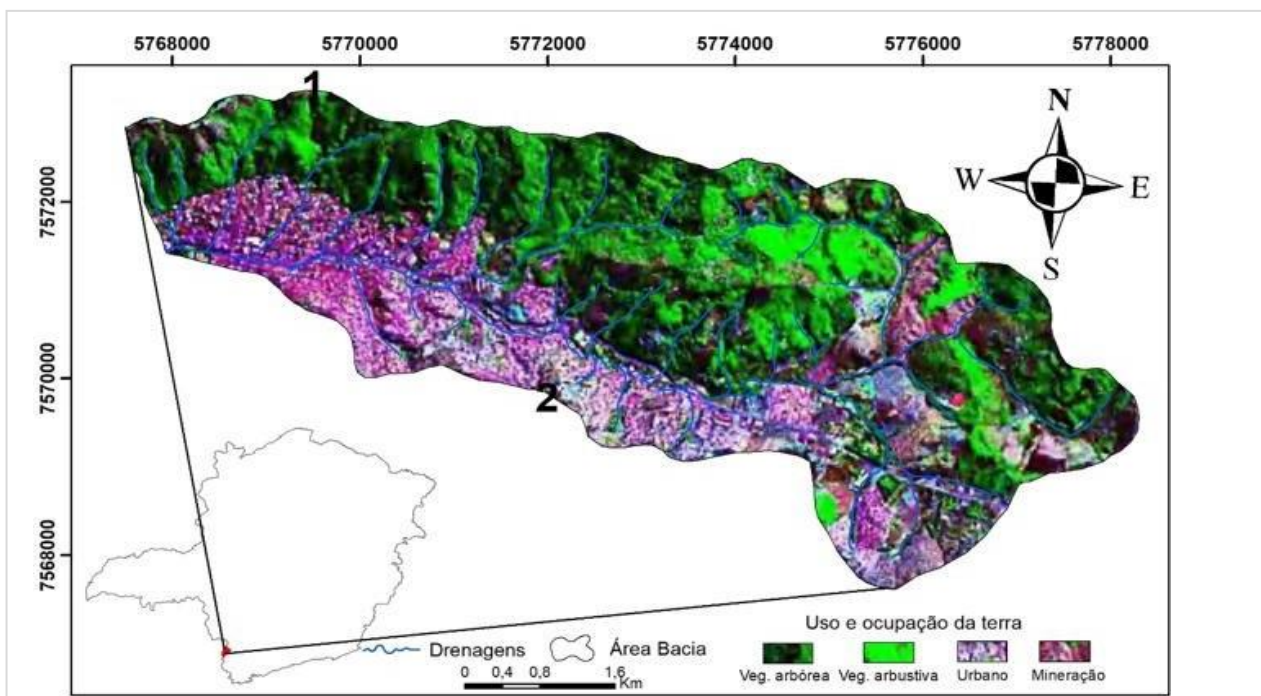 5768000 5770000 5772000 5774000 5776000 5778000
1
N
W E
S
7572000
7570000
2
7568000
Uso e ocupação da terra
Drenagens Área Bacia
0 0,4 0,8 1,6
Km
Veg. arbórea Veg. arbustiva Urbano Mineração